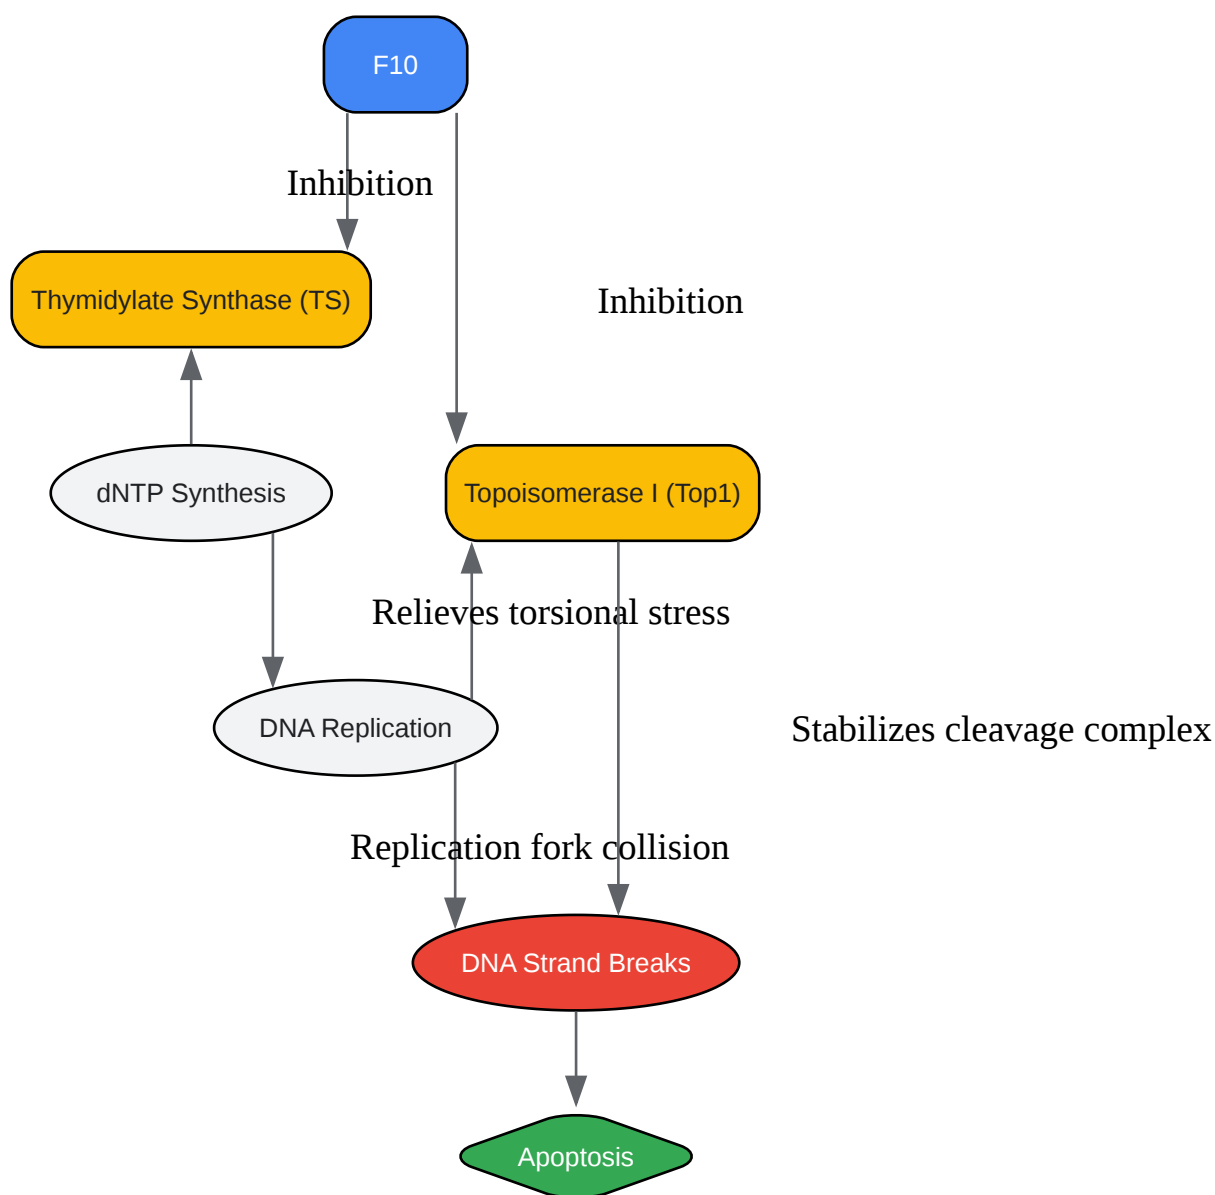 F10
Inhibition
Thymidylate Synthase (TS)
Inhibition
dNTP Synthesis
Topoisomerase I (Top1)
Relieves torsional stress
DNA Replication
Stabilizes cleavage complex
Replication fork collision
DNA Strand Breaks
Apoptosis